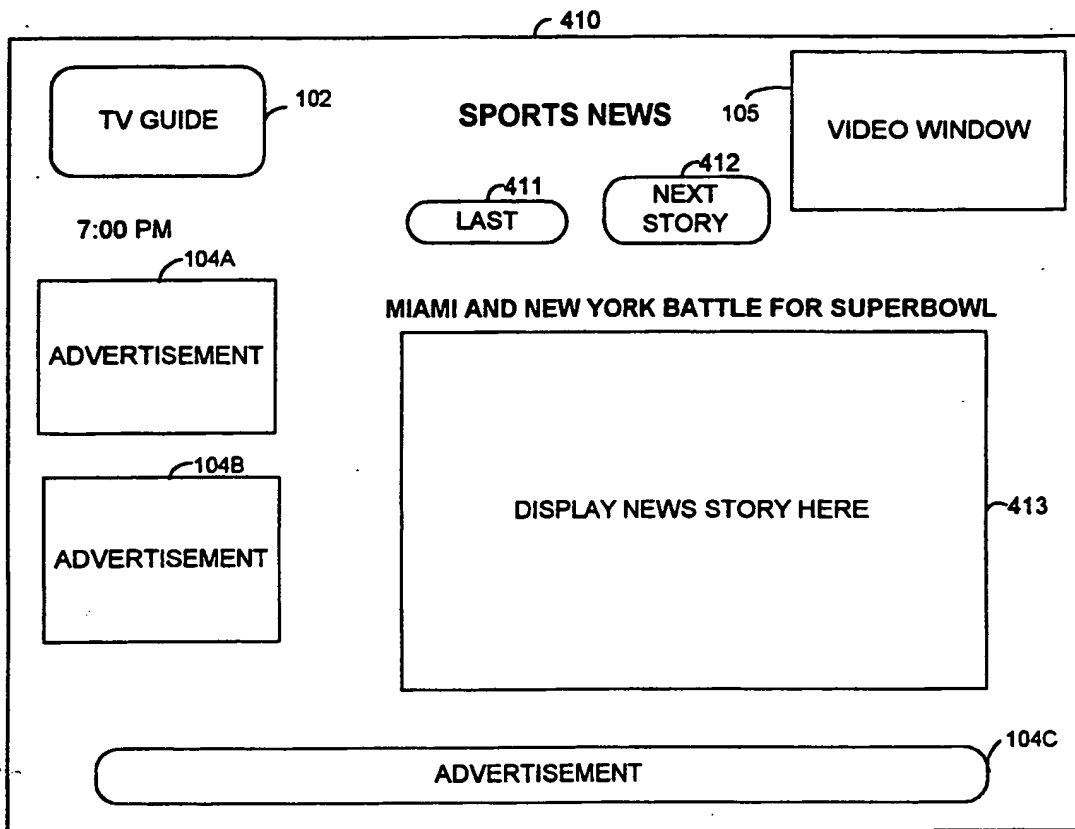 410
TV GUIDE
102
SPORTS NEWS
105
VIDEO WINDOW
411
LAST
412
NEXT
STORY
7:00 PM
104A
ADVERTISEMENT
MIAMI AND NEW YORK BATTLE FOR SUPERBOWL
104B
ADVERTISEMENT
DISPLAY NEWS STORY HERE
413
104C
ADVERTISEMENT